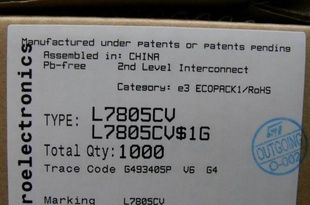 Manufactured under patents or patents pending
Assembled in: CHINA
Pb-free 2nd Level Interconnect
Category: e3 ECOPACK1/RoHS
TYPE: L7805CV
L7805CV$1G
Total Qty: 1000
Trace Code G493405P V6 G4
Marking L7805CV
roelectronics
ST
OUTGOING